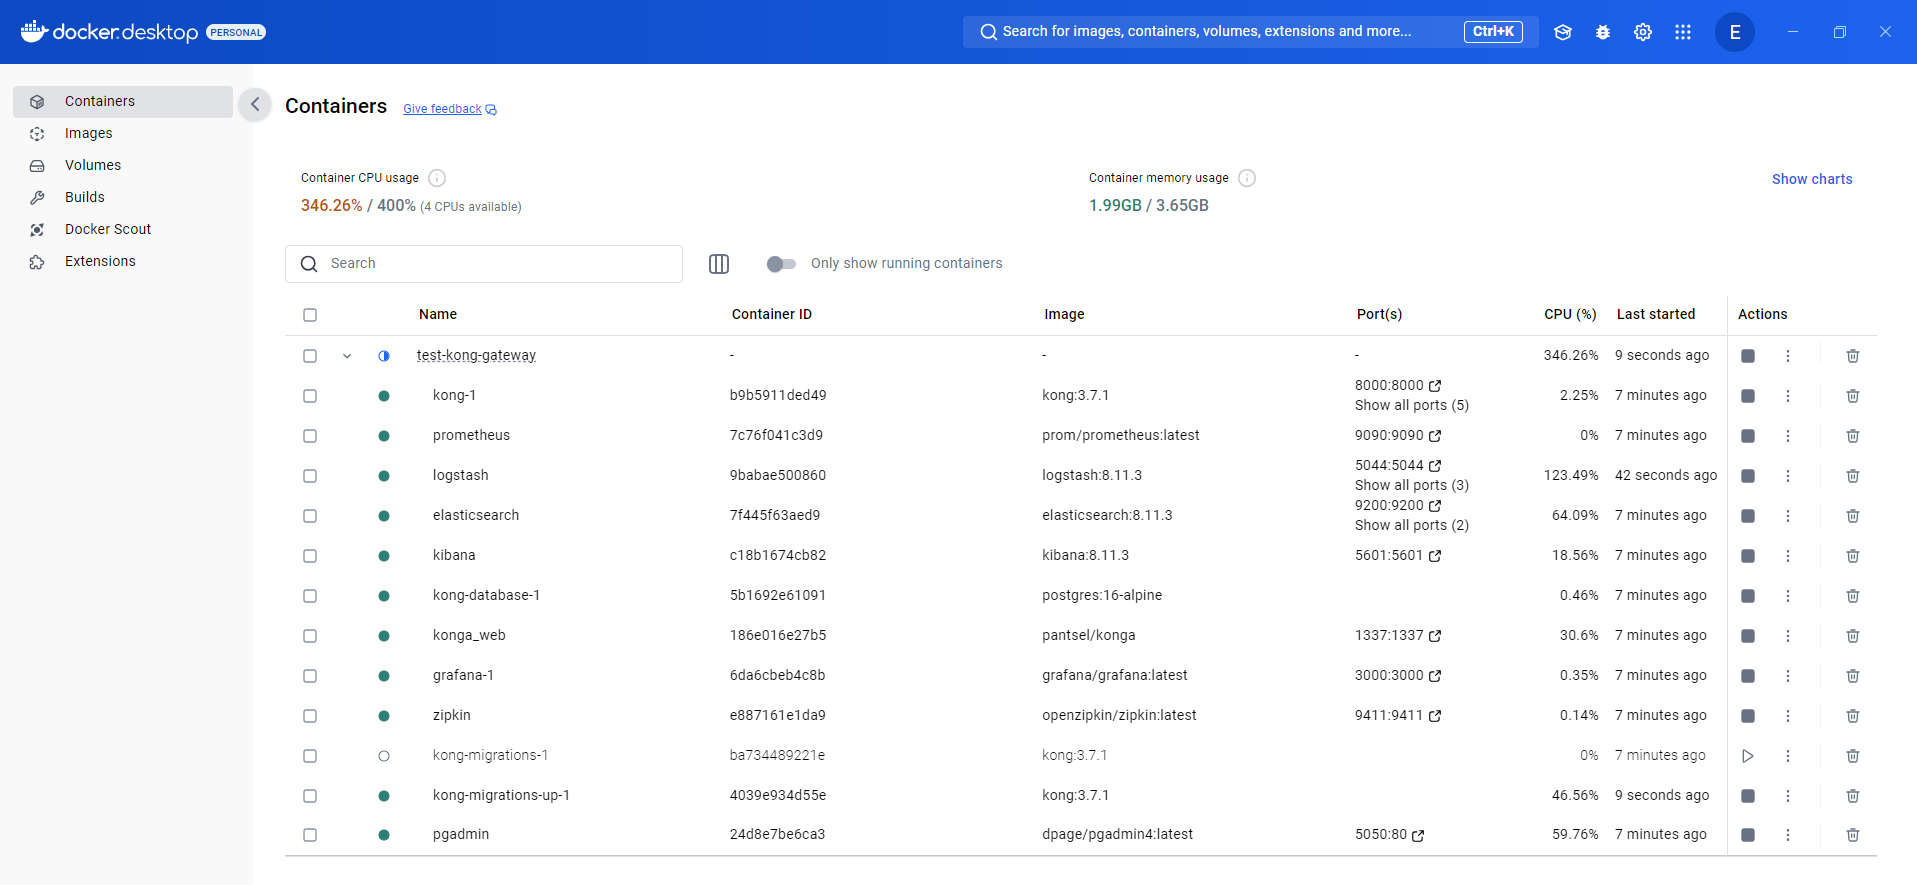 docker.desktop PERSONAL
Search for images, containers, volumes, extensions and more... Ctrl+K
E
Containers
Images
Volumes
Builds
Docker Scout
Extensions
Containers Give feedback
Container CPU usage
346.26% / 400% (4 CPUs available)
Container memory usage
1.99GB / 3.65GB
Show charts
Search
Only show running containers
Name Container ID Image Port(s) CPU (%) Last started Actions
test-kong-gateway - - - 346.26% 9 seconds ago
kong-1 b9b5911ded49 kong:3.7.1 8000:8000 2.25% 7 minutes ago
Show all ports (5)
prometheus 7c76f041c3d9 prom/prometheus:latest 9090:9090 0% 7 minutes ago
logstash 9babae500860 logstash:8.11.3 5044:5044 123.49% 42 seconds ago
Show all ports (3)
elasticsearch 7f445f63aed9 elasticsearch:8.11.3 9200:9200 64.09% 7 minutes ago
Show all ports (2)
kibana c18b1674cb82 kibana:8.11.3 5601:5601 18.56% 7 minutes ago
kong-database-1 5b1692e61091 postgres:16-alpine 0.46% 7 minutes ago
konga_web 186e016e27b5 pantsel/konga 1337:1337 30.6% 7 minutes ago
grafana-1 6da6cbeb4c8b grafana/grafana:latest 3000:3000 0.35% 7 minutes ago
zipkin e887161e1da9 openzipkin/zipkin:latest 9411:9411 0.14% 7 minutes ago
kong-migrations-1 ba734489221e kong:3.7.1 0% 7 minutes ago
kong-migrations-up-1 4039e934d55e kong:3.7.1 46.56% 9 seconds ago
pgadmin 24d8e7be6ca3 dpage/pgadmin4:latest 5050:80 59.76% 7 minutes ago